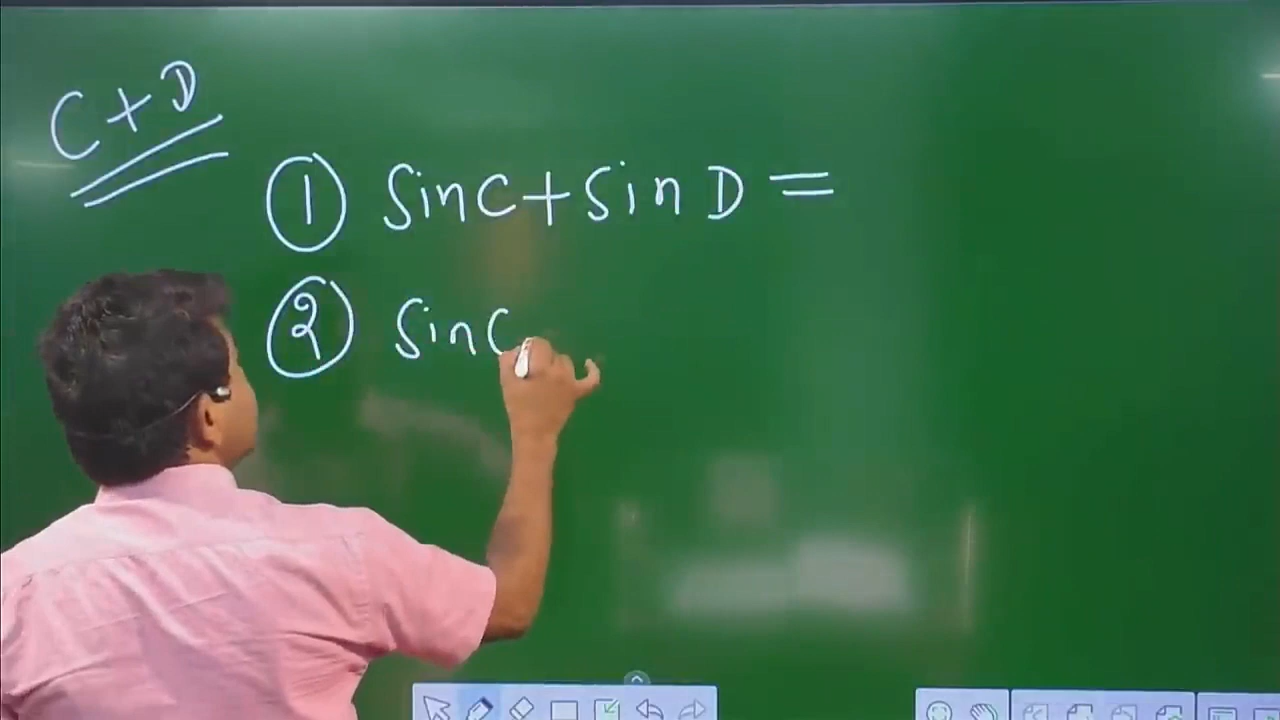 C + D
① SinC + Sin D =
② SinC